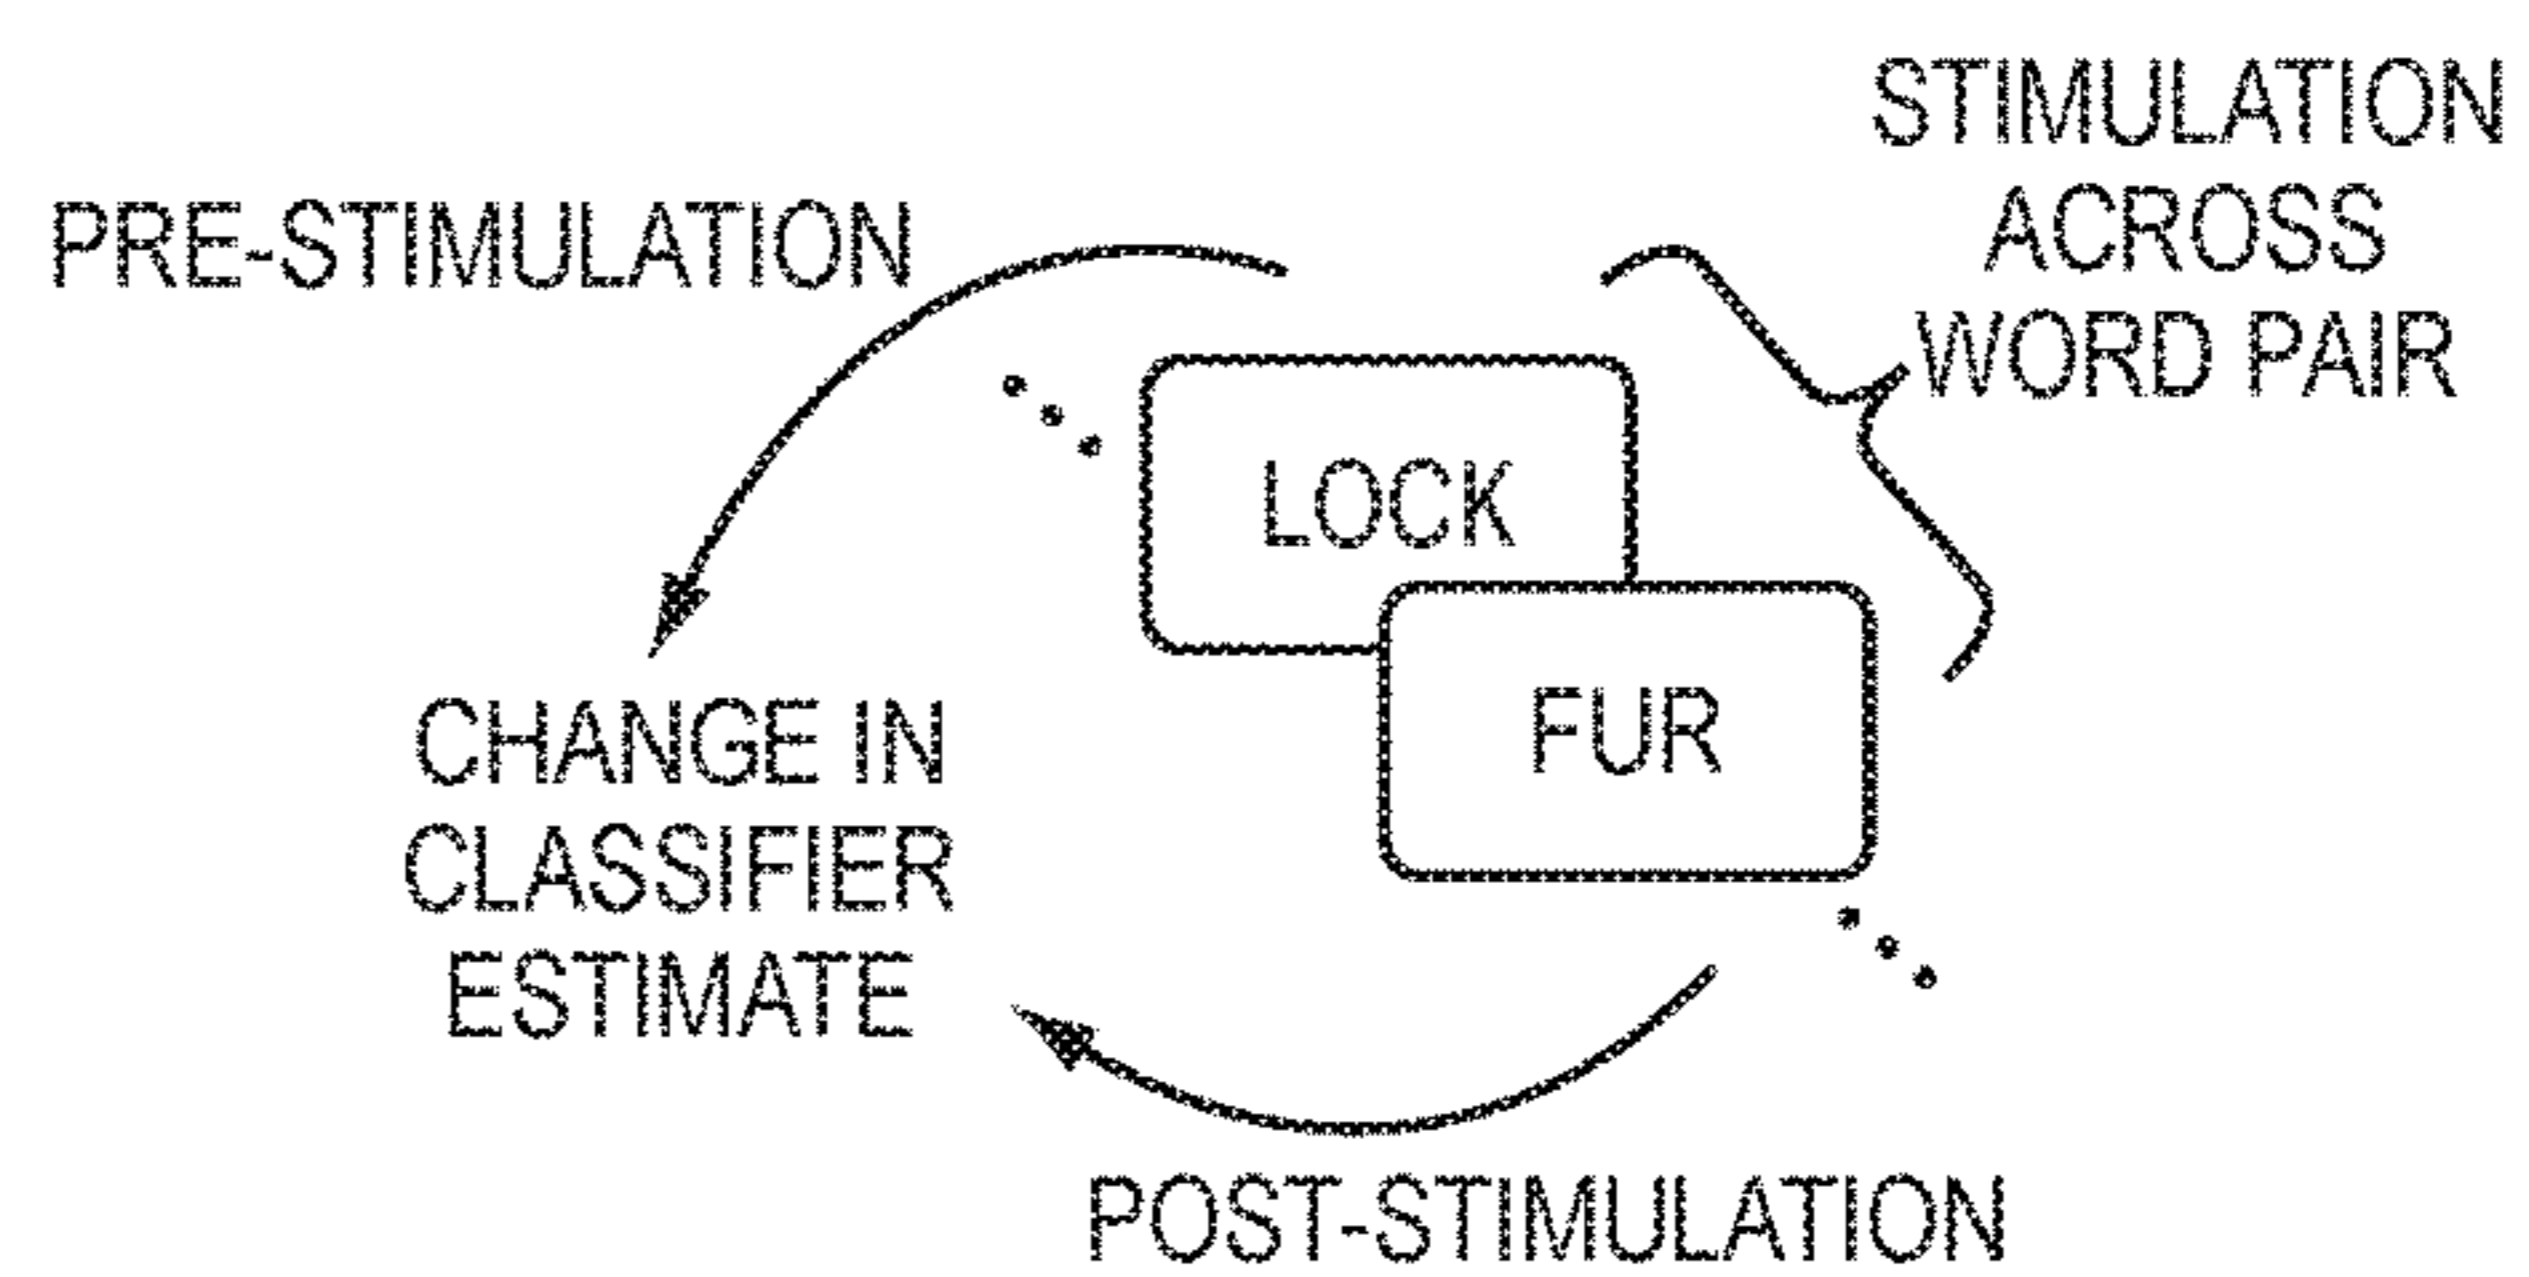 PRE-STIMULATION
STIMULATION
ACROSS
WORD PAIR
LOCK
FUR
CHANGE IN
CLASSIFIER
ESTIMATE
POST-STIMULATION